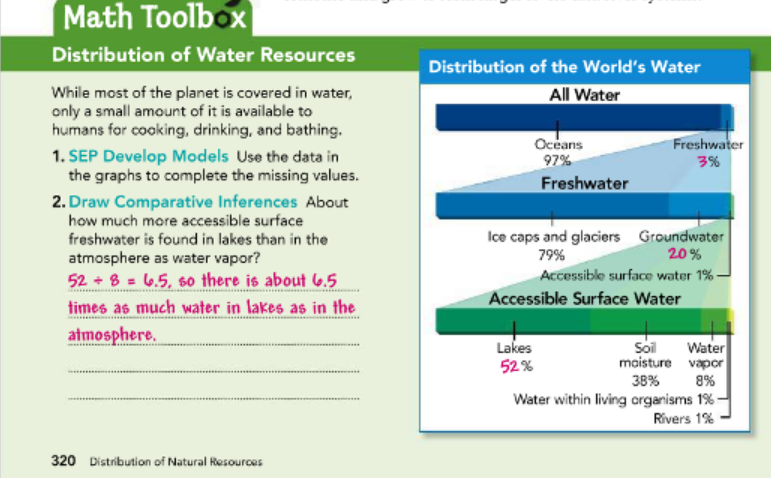 Math Toolbox
Distribution of Water Resources
While most of the planet is covered in water,
only a small amount of it is available to
humans for cooking, drinking, and bathing.
1. SEP Develop Models Use the data in
the graphs to complete the missing values.
2. Draw Comparative Inferences About
how much more accessible surface
freshwater is found in lakes than in the
atmosphere as water vapor?
52 ÷ 8 = 6.5, so there is about 6.5
times as much water in lakes as in the
atmosphere.
Distribution of the World's Water
All Water
Oceans
97%
Freshwater
3%
Freshwater
Ice caps and glaciers
79%
Groundwater
20 %
Accessible surface water 1%
Accessible Surface Water
Lakes
52 %
Soil
moisture
38%
Water
vapor
8%
Water within living organisms 1%
Rivers 1%
320 Distribution of Natural Resources